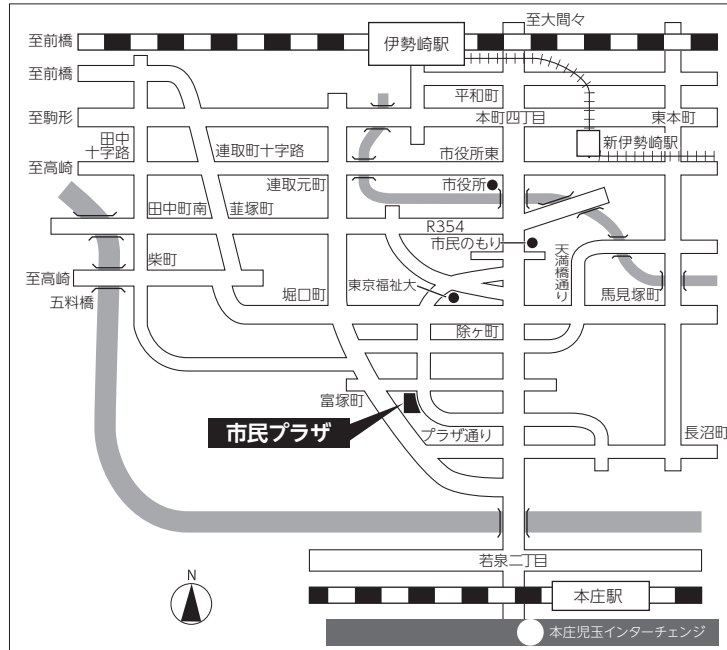 至大間々
至前橋
伊勢崎駅
至前橋
平和町
至駒形
本町四丁目
東本町
田中
十字路
連取町十字路
市役所東
新伊勢崎駅
至高崎
連取元町
市役所
田中町南
韮塚町
R354
市民のもり
柴町
天満橋通り
至高崎
東京福祉大
五料橋
堀口町
馬見塚町
除ヶ町
富塚町
市民プラザ
プラザ通り
長沼町
若泉二丁目
N
本庄駅
本庄児玉インターチェンジ